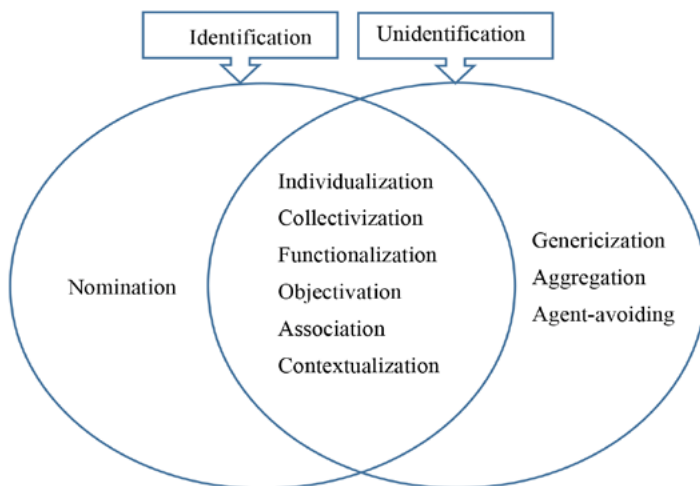 Identification
Unidentification
Nomination
Individualization
Collectivization
Functionalization
Objectivation
Association
Contextualization
Genericization
Aggregation
Agent-avoiding